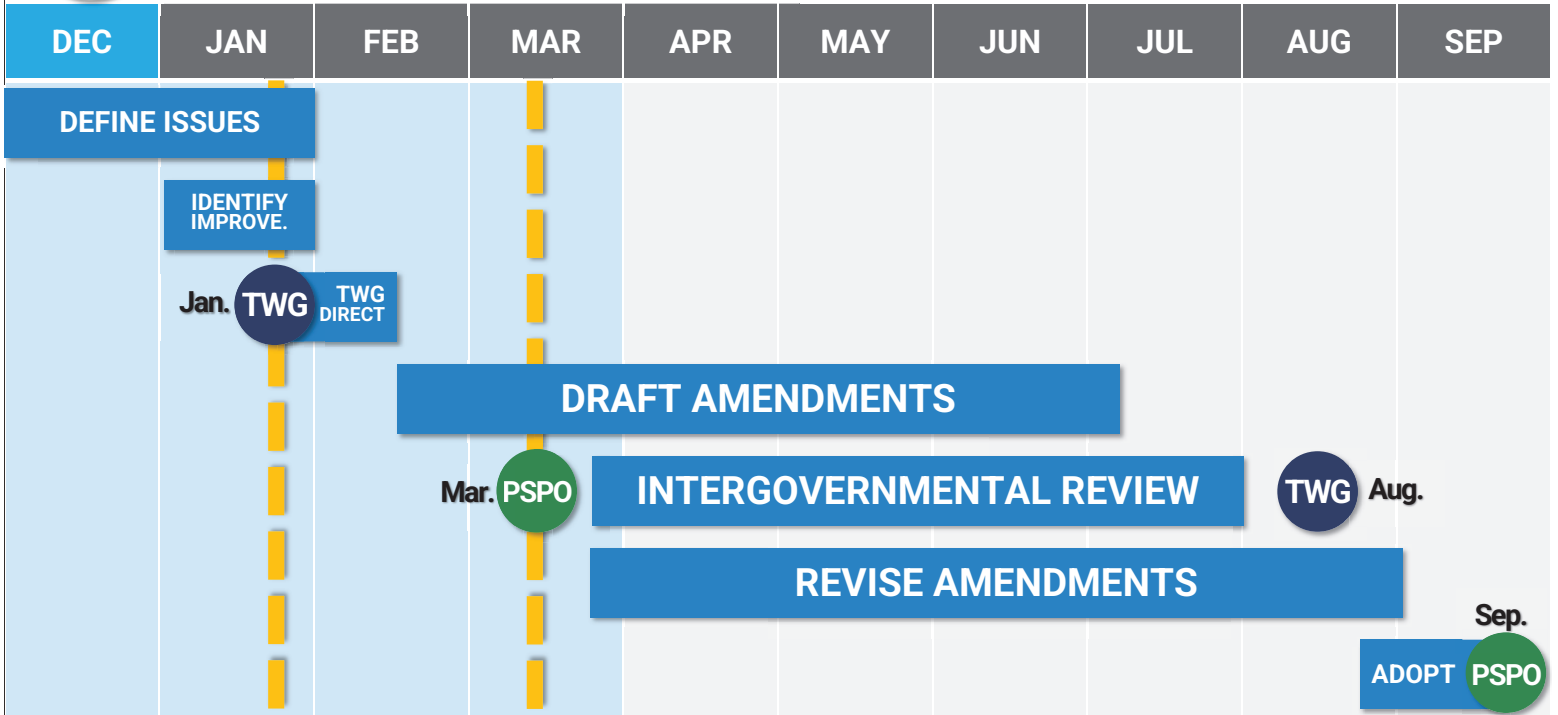 DEC JAN FEB MAR APR MAY JUN JUL AUG SEP
DEFINE ISSUES
IDENTIFY
IMPROVE.
Jan. TWG TWG
DIRECT
DRAFT AMENDMENTS
Mar. PSPO INTERGOVERNMENTAL REVIEW TWG Aug.
REVISE AMENDMENTS
Sep.
ADOPT PSPO